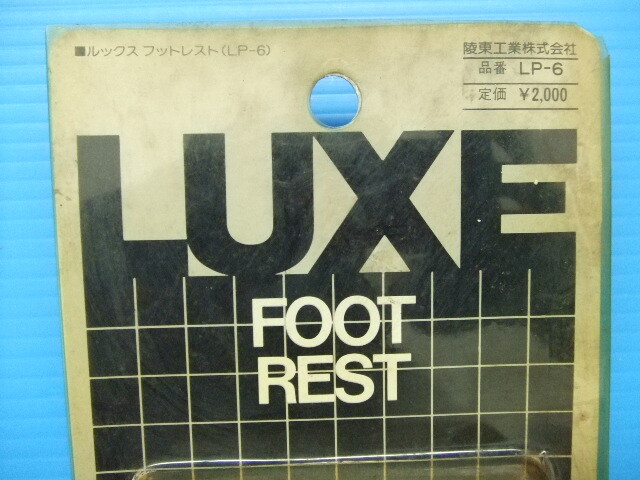 ■ルックス フットレスト(LP-6)
陵東工業株式会社
品番 LP-6
定価 ¥2,000
LUXE
FOOT
REST